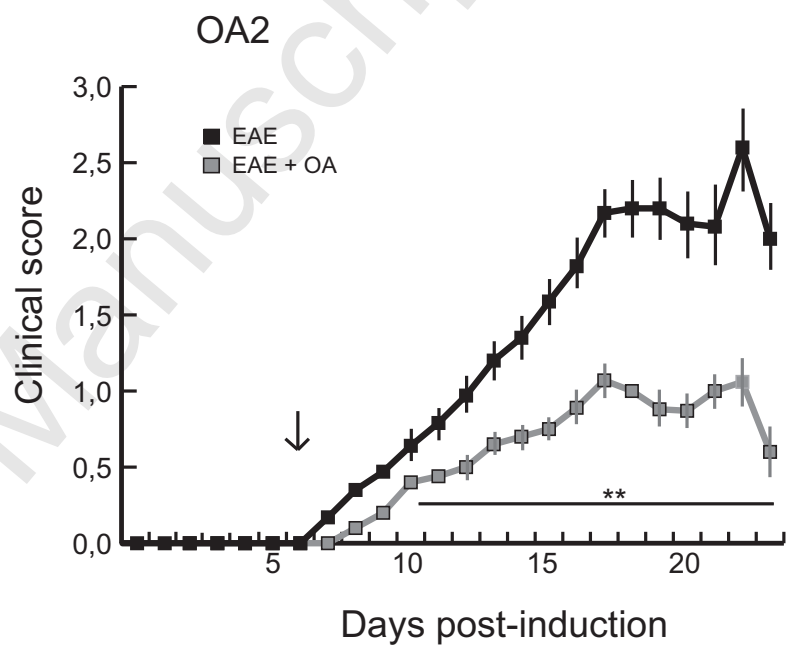 OA2
Manuscrip
3,0
2,5
2,0
1,5
1,0
0,5
0,0
Clinical score
EAE
EAE + OA
**
5
10
15
20
Days post-induction